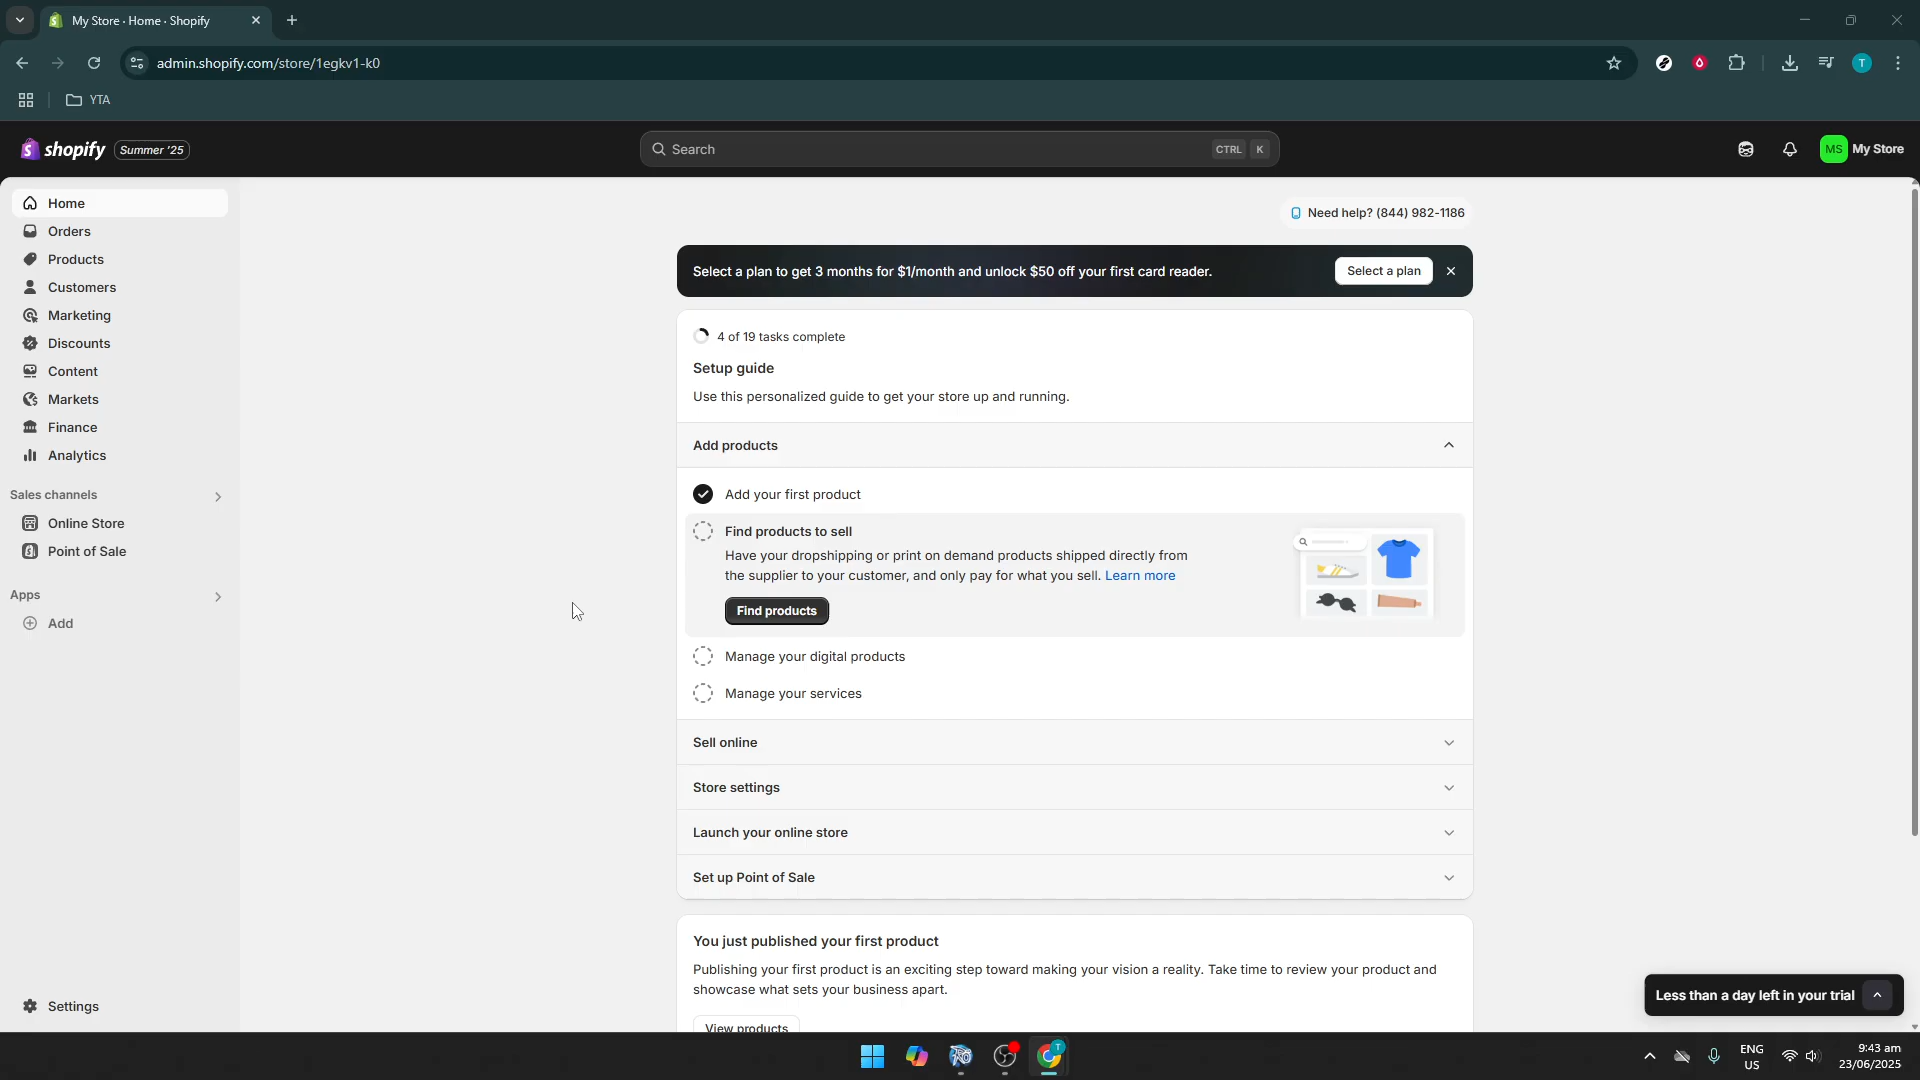 My Store · Home · Shopify
admin.shopify.com/store/1egkv1-k0
T
YTA
shopify Summer '25
Search CTRL K
MS My Store
Home
Orders
Products
Customers
Marketing
Discounts
Content
Markets
Finance
Analytics
Sales channels
Online Store
Point of Sale
Apps
Add
Settings
Need help? (844) 982-1186
Select a plan to get 3 months for $1/month and unlock $50 off your first card reader. Select a plan
4 of 19 tasks complete
Setup guide
Use this personalized guide to get your store up and running.
Add products
Add your first product
Find products to sell
Have your dropshipping or print on demand products shipped directly from
the supplier to your customer, and only pay for what you sell. Learn more
Find products
Manage your digital products
Manage your services
Sell online
Store settings
Launch your online store
Set up Point of Sale
You just published your first product
Publishing your first product is an exciting step toward making your vision a reality. Take time to review your product and
showcase what sets your business apart.
View products
Less than a day left in your trial
T
ENG
US
9:43 am
23/06/2025